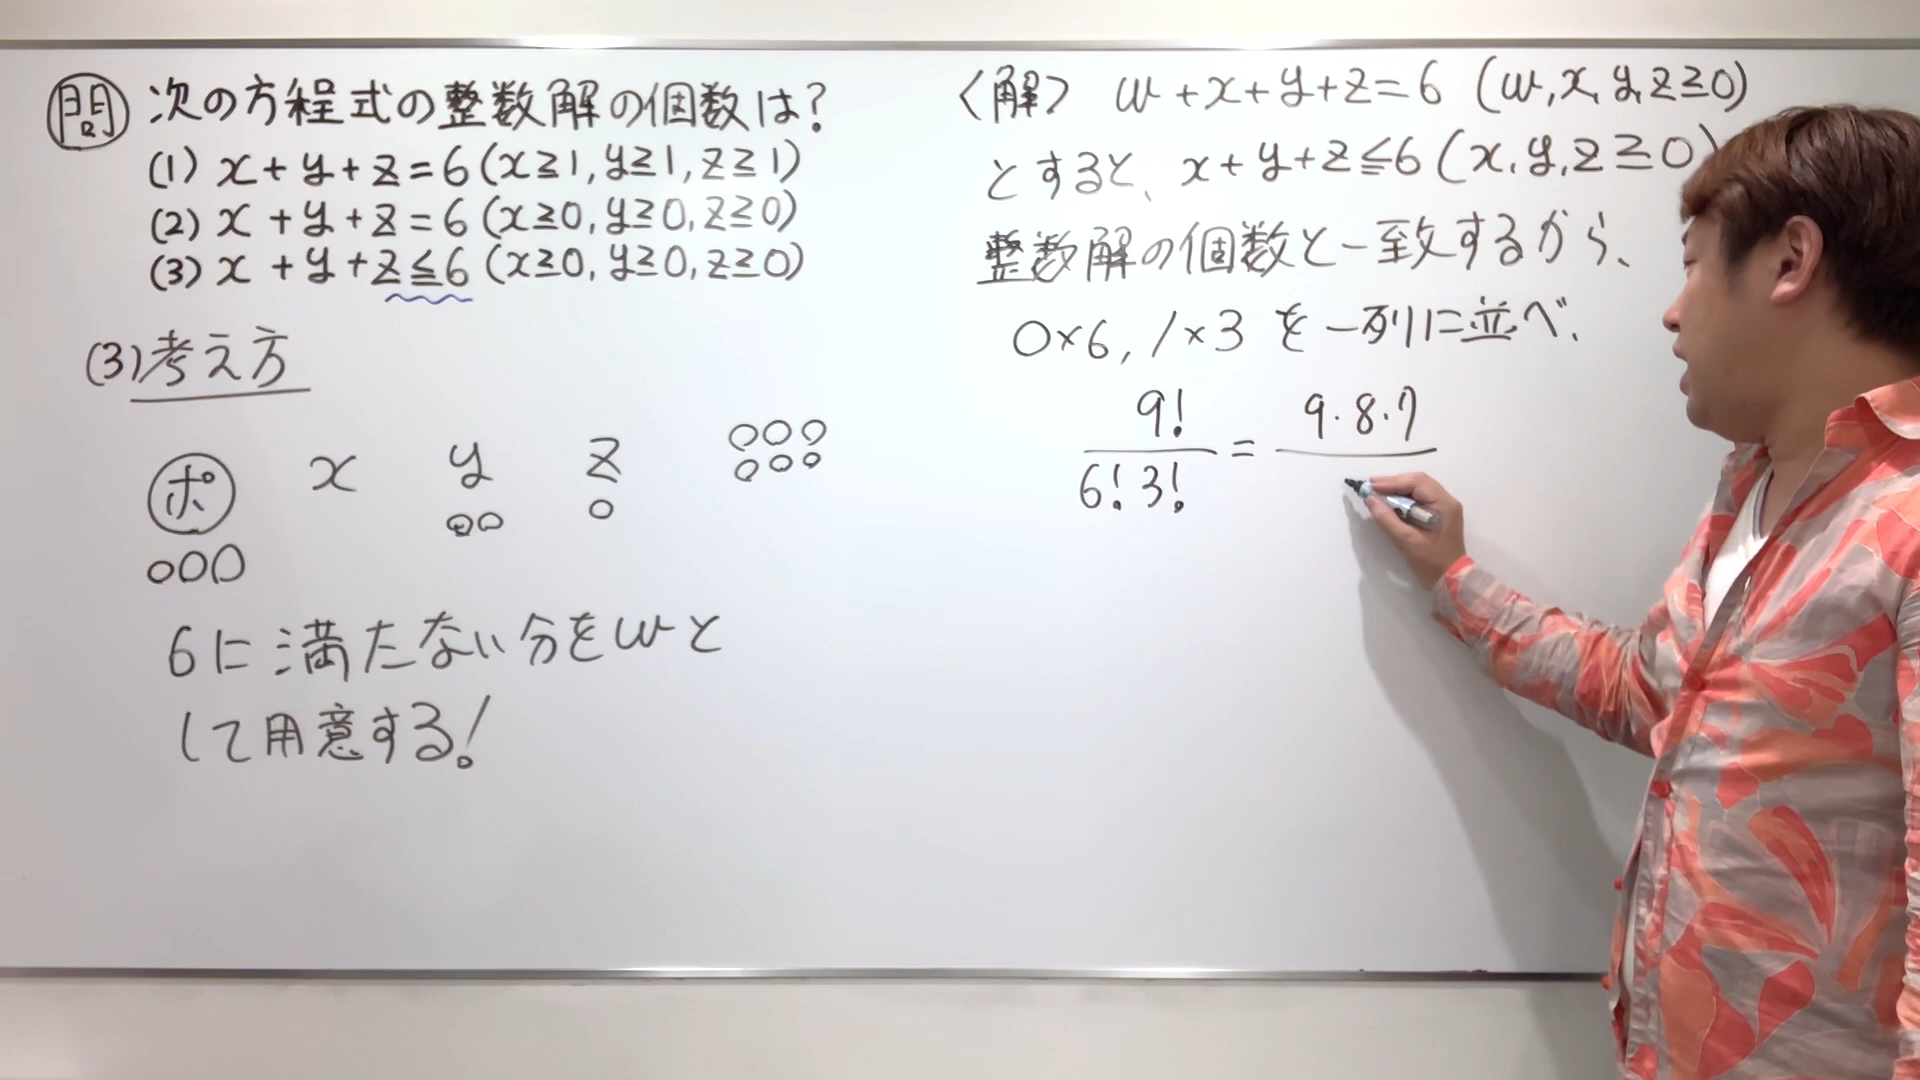 問 次の方程式の整数解の個数は?
(1) x+y+z=6(x≧1,y≧1,z≧1)
(2) x+y+z=6(x≧0,y≧0,z≧0)
(3) x+y+z≦6(x≧0,y≧0,z≧0)
(3)考え方
ポ x y z
6に満たない分をwと
して用意する!
<解> w+x+y+z=6 (w,x,y,z≧0)
とすると、x+y+z≦6(x,y,z≧0)
整数解の個数と一致するから、
○×6, /×3 を一列に並べ、
9!/6!3! = 9・8・7